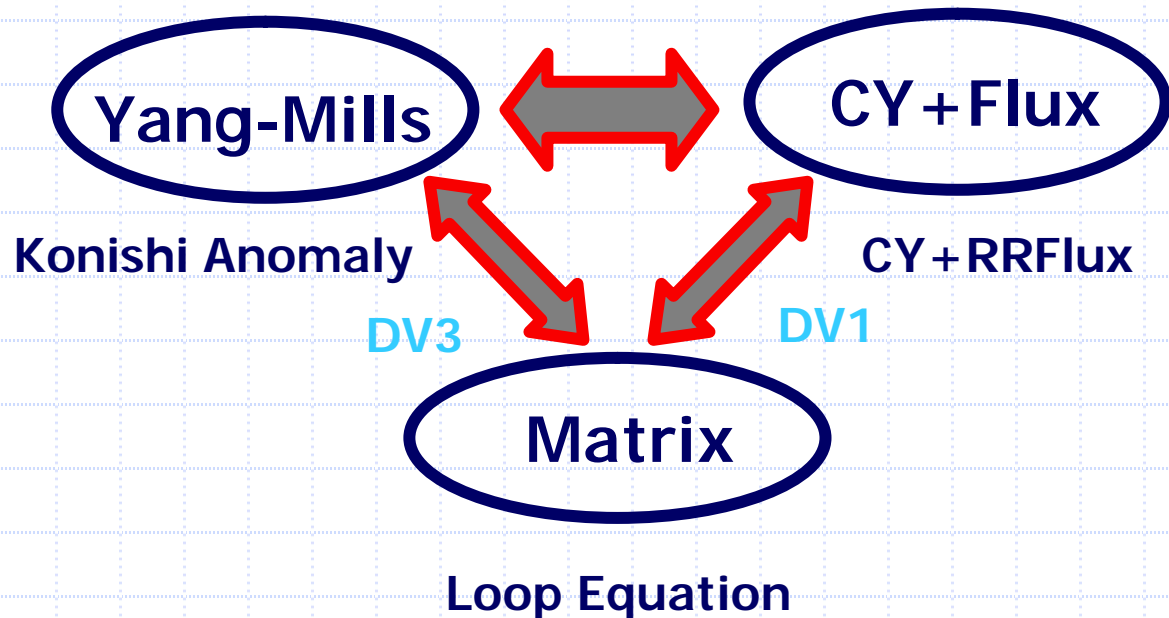 Yang-Mills
CY+Flux
Konishi Anomaly
CY+RRFlux
DV3
DV1
Matrix
Loop Equation